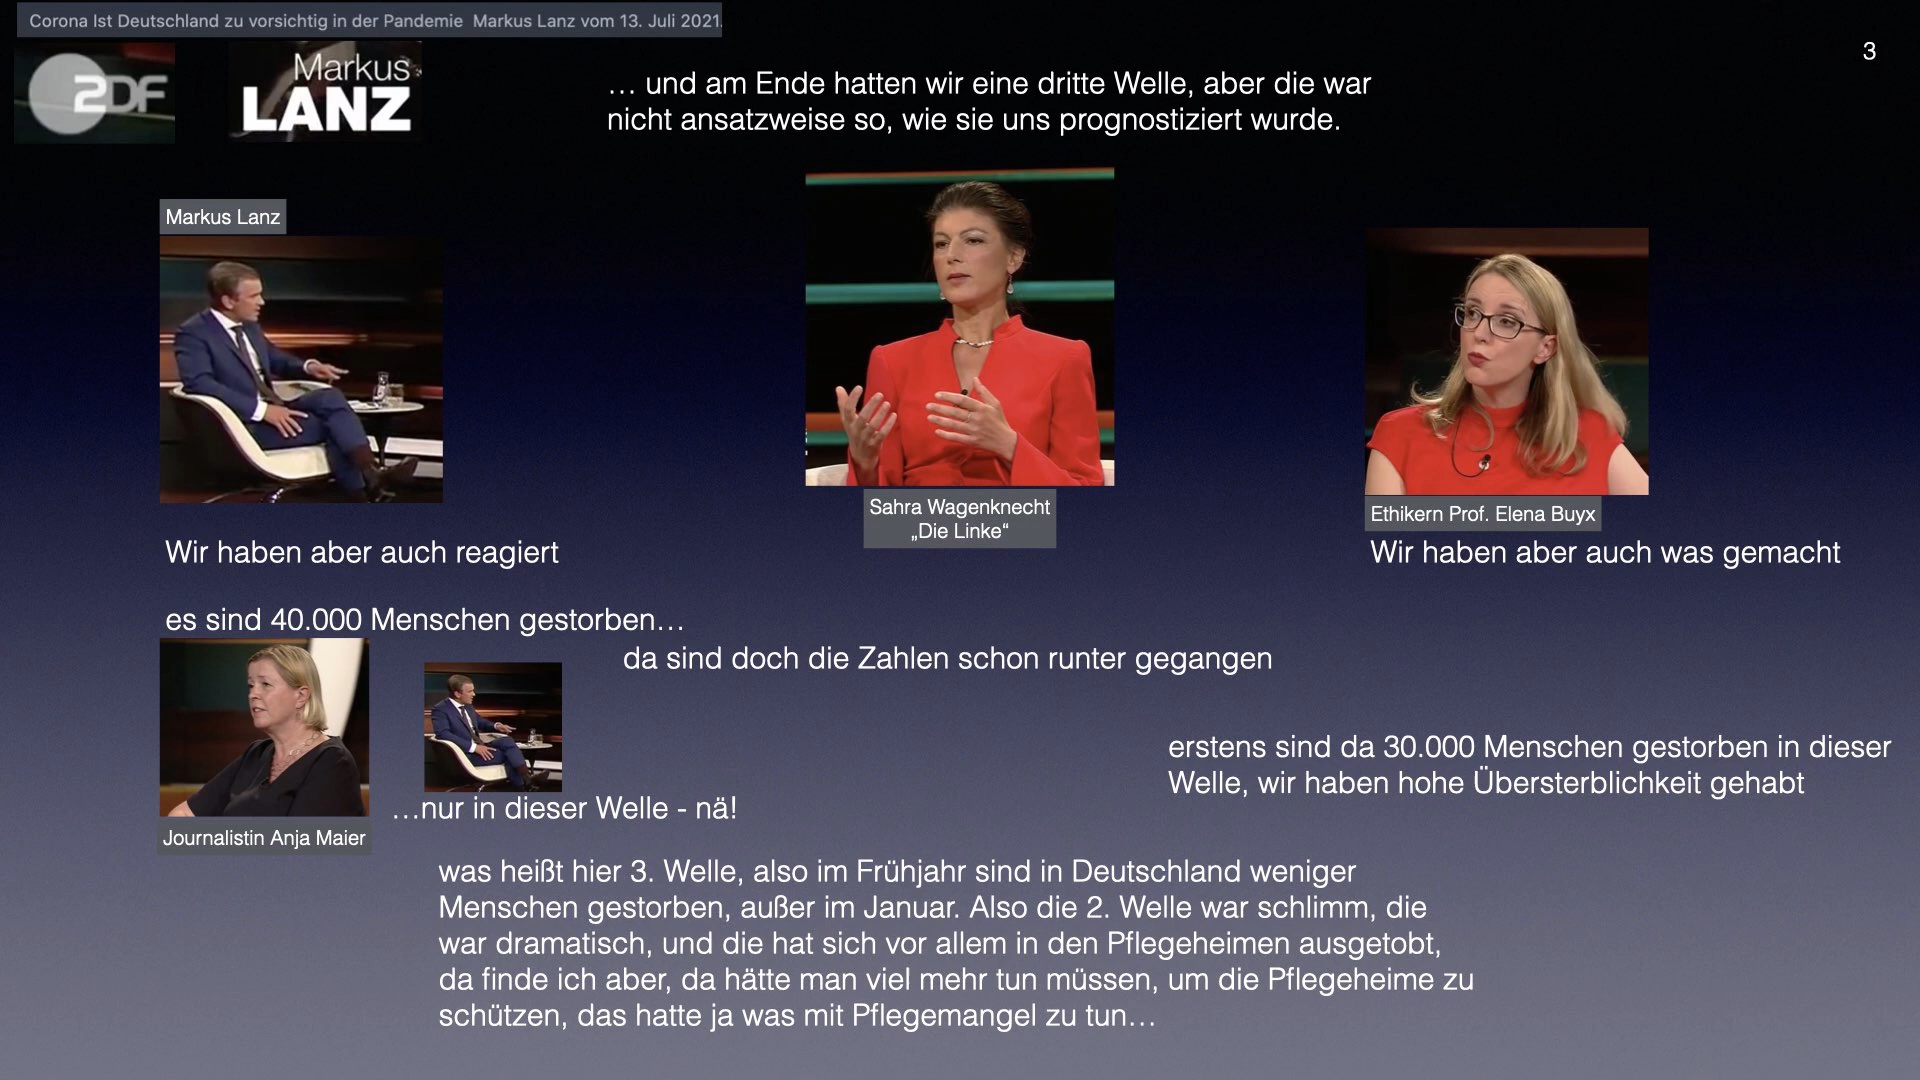 Corona Ist Deutschland zu vorsichtig in der Pandemie Markus Lanz vom 13. Juli 2021.
3
2DF
Markus
LANZ
… und am Ende hatten wir eine dritte Welle, aber die war
nicht ansatzweise so, wie sie uns prognostiziert wurde.
Markus Lanz
Sahra Wagenknecht
„Die Linke“
Ethikern Prof. Elena Buyx
Wir haben aber auch reagiert
Wir haben aber auch was gemacht
es sind 40.000 Menschen gestorben…
da sind doch die Zahlen schon runter gegangen
erstens sind da 30.000 Menschen gestorben in dieser
Welle, wir haben hohe Übersterblichkeit gehabt
…nur in dieser Welle - nä!
Journalistin Anja Maier
was heißt hier 3. Welle, also im Frühjahr sind in Deutschland weniger
Menschen gestorben, außer im Januar. Also die 2. Welle war schlimm, die
war dramatisch, und die hat sich vor allem in den Pflegeheimen ausgetobt,
da finde ich aber, da hätte man viel mehr tun müssen, um die Pflegeheime zu
schützen, das hatte ja was mit Pflegemangel zu tun…